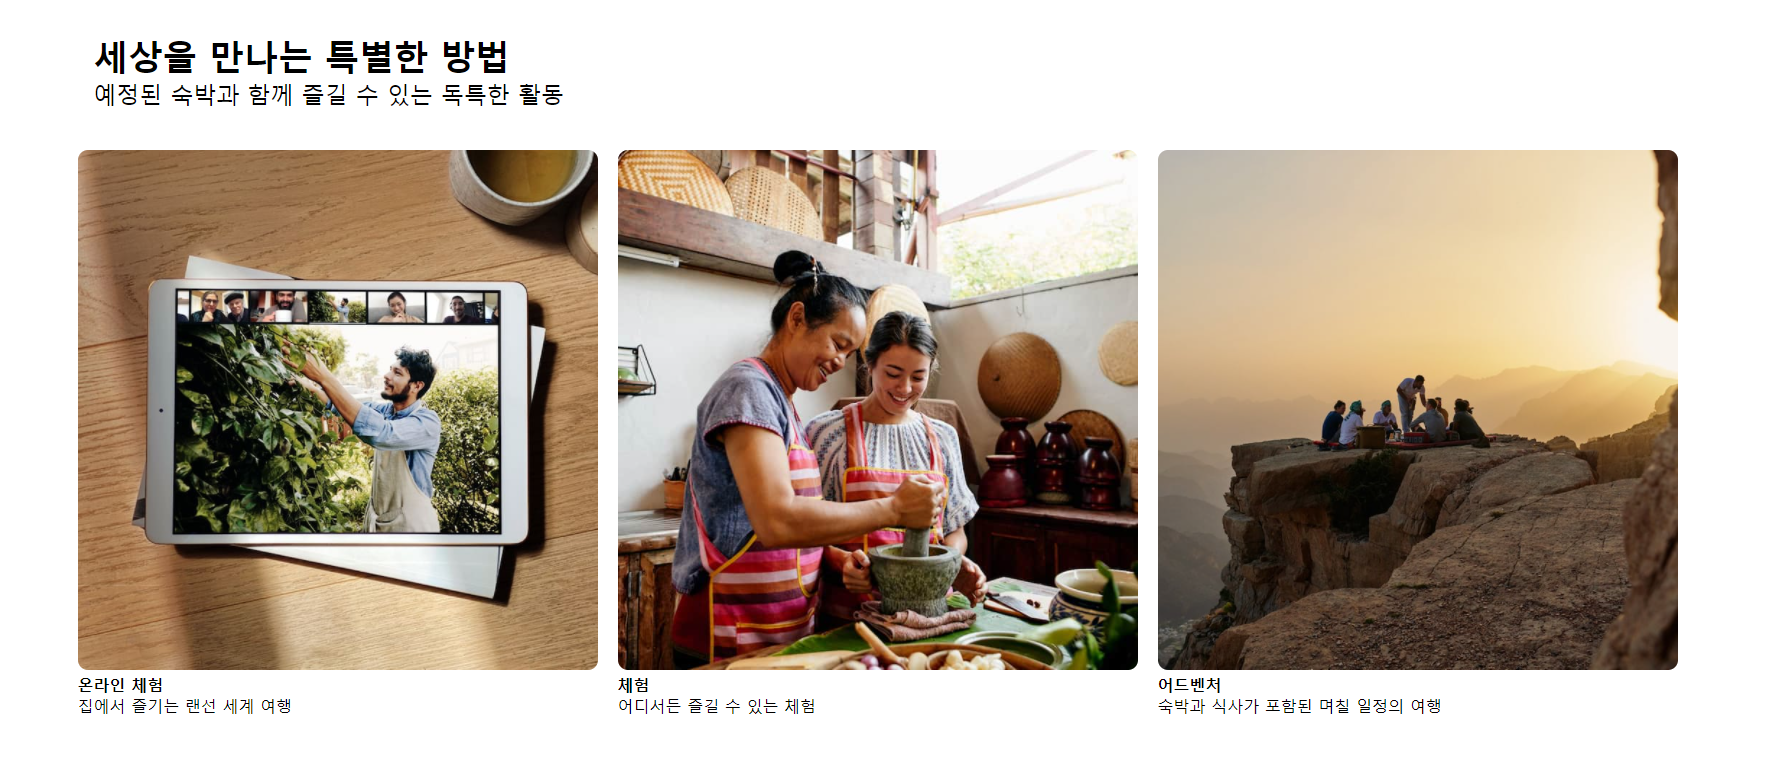 세상을 만나는 특별한 방법
예정된 숙박과 함께 즐길 수 있는 독특한 활동
온라인 체험
집에서 즐기는 랜선 세계 여행
체험
어디서든 즐길 수 있는 체험
어드벤처
숙박과 식사가 포함된 며칠 일정의 여행